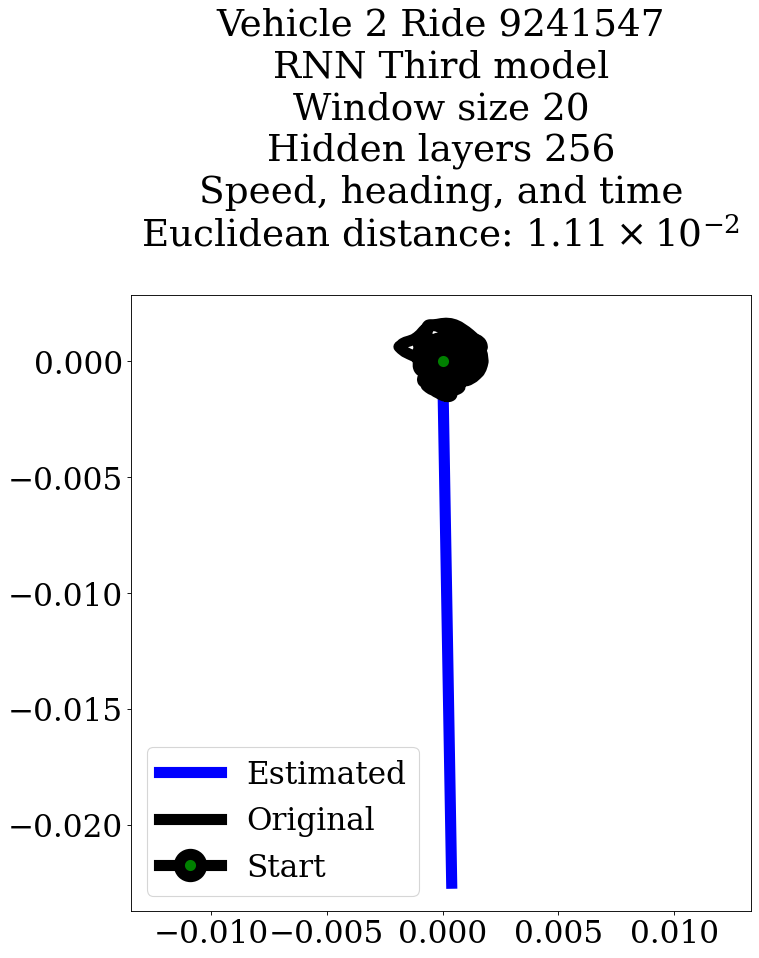 Vehicle 2 Ride 9241547
RNN Third model
Window size 20
Hidden layers 256
Speed, heading, and time
Euclidean distance: 1.11 × 10⁻²
0.000
−0.005
−0.010
−0.015
−0.020
Estimated
Original
Start
−0.010 −0.005 0.000 0.005 0.010